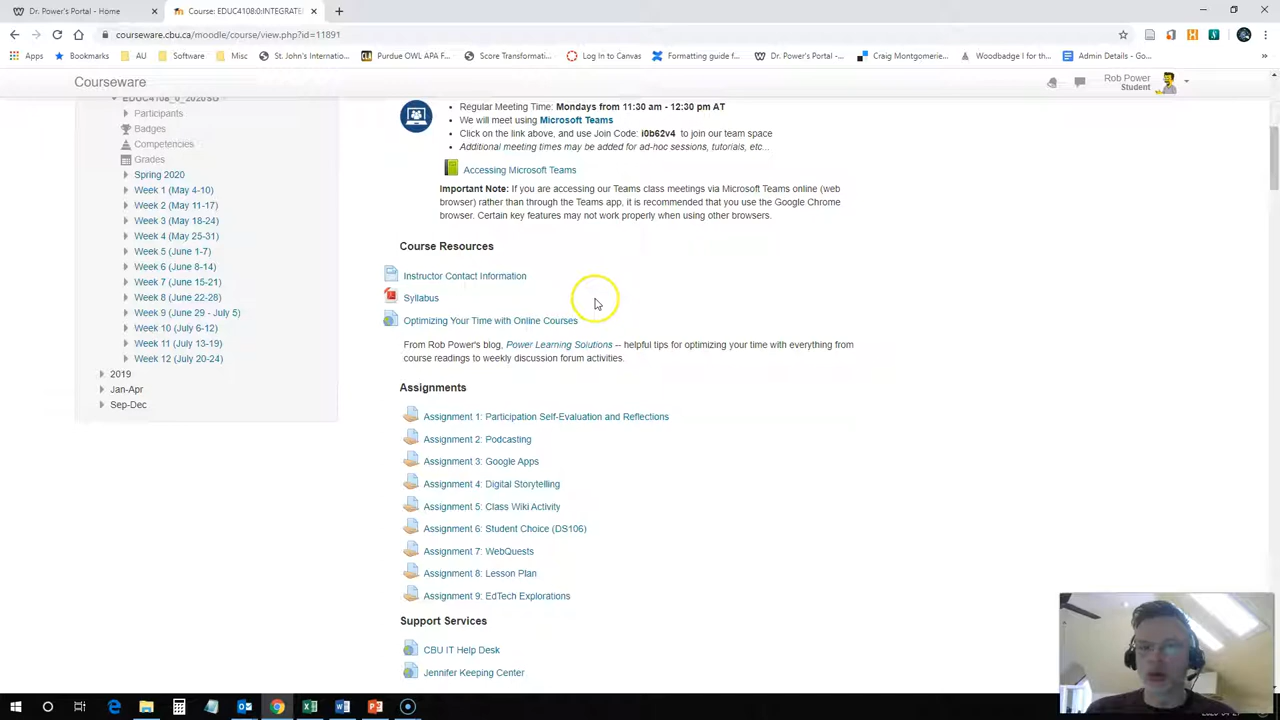 Dr. Power's Portal - Home
Course: EDUC4108:0:INTEGRATE
courseware.cbu.ca/moodle/course/view.php?id=11891
Apps
Bookmarks
AU
Software
St. John's Internatio...
Purdue OWL APA F...
Score Transformati...
Misc
Log In to Canvas
Formatting guide f...
Dr. Power's Portal -...
Craig Montgomerie...
Woodbadge I for th...
Admin Details - Go...
Courseware
Rob Power
Student
EDUC4108_0_2020SU
Participants
Badges
Competencies
Grades
Spring 2020
Week 1 (May 4-10)
Week 2 (May 11-17)
Week 3 (May 18-24)
Week 4 (May 25-31)
Week 5 (June 1-7)
Week 6 (June 8-14)
Week 7 (June 15-21)
Week 8 (June 22-28)
Week 9 (June 29 - July 5)
Week 10 (July 6-12)
Week 11 (July 13-19)
Week 12 (July 20-24)
2019
Jan-Apr
Sep-Dec
• Regular Meeting Time: Mondays from 11:30 am - 12:30 pm AT
• We will meet using Microsoft Teams
• Click on the link above, and use Join Code: i0b62v4 to join our team space
• Additional meeting times may be added for ad-hoc sessions, tutorials, etc...
Accessing Microsoft Teams
Important Note: If you are accessing our Teams class meetings via Microsoft Teams online (web
browser) rather than through the Teams app, it is recommended that you use the Google Chrome
browser. Certain key features may not work properly when using other browsers.
Course Resources
Instructor Contact Information
Syllabus
Optimizing Your Time with Online Courses
From Rob Power's blog, Power Learning Solutions -- helpful tips for optimizing your time with everything from
course readings to weekly discussion forum activities.
Assignments
Assignment 1: Participation Self-Evaluation and Reflections
Assignment 2: Podcasting
Assignment 3: Google Apps
Assignment 4: Digital Storytelling
Assignment 5: Class Wiki Activity
Assignment 6: Student Choice (DS106)
Assignment 7: WebQuests
Assignment 8: Lesson Plan
Assignment 9: EdTech Explorations
Support Services
CBU IT Help Desk
Jennifer Keeping Center